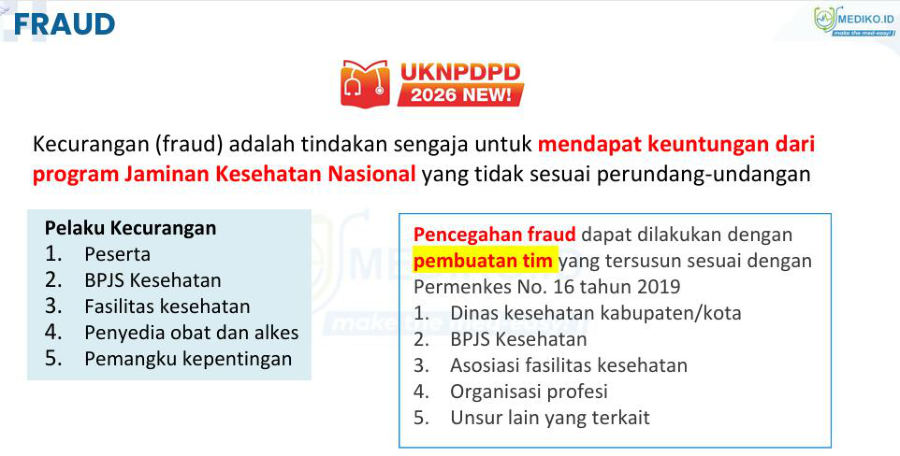 FRAUD
MEDIKO.ID
make the med-easy!
UKNPDPD
2026 NEW!
Kecurangan (fraud) adalah tindakan sengaja untuk mendapat keuntungan dari
program Jaminan Kesehatan Nasional yang tidak sesuai perundang-undangan
Pelaku Kecurangan
1. Peserta
2. BPJS Kesehatan
3. Fasilitas kesehatan
4. Penyedia obat dan alkes
5. Pemangku kepentingan
Pencegahan fraud dapat dilakukan dengan
pembuatan tim yang tersusun sesuai dengan
Permenkes No. 16 tahun 2019
1. Dinas kesehatan kabupaten/kota
2. BPJS Kesehatan
3. Asosiasi fasilitas kesehatan
4. Organisasi profesi
5. Unsur lain yang terkait